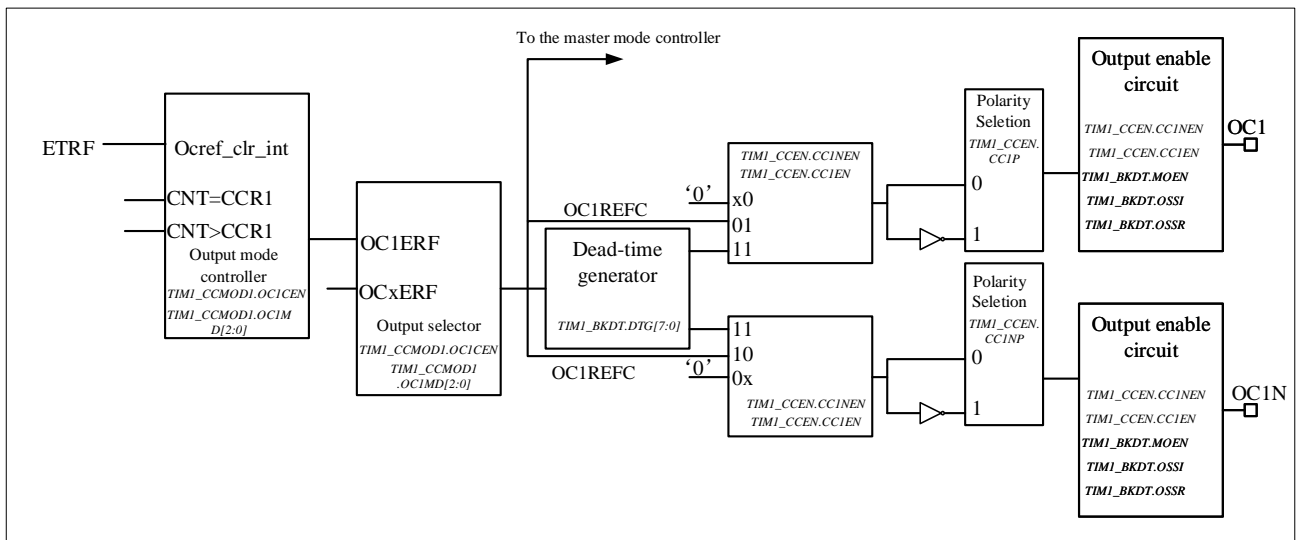 To the master mode controller
ETRF
Ocref_clr_int
CNT=CCR1
CNT>CCR1
Output mode
controller
TIM1_CCMOD1.OC1CEN
TIM1_CCMOD1.OC1M
D[2:0]
OC1ERF
OCxERF
Output selector
TIM1_CCMOD1.OC1CEN
TIM1_CCMOD1
.OC1MD[2:0]
OC1REFC
Dead-time
generator
TIM1_BKDT.DTG[7:0]
OC1REFC
TIM1_CCEN.CC1NEN
TIM1_CCEN.CC1EN
‘0’
x0
01
11
11
10
‘0’
0x
TIM1_CCEN.CC1NEN
TIM1_CCEN.CC1EN
Polarity
Seletion
TIM1_CCEN.
CC1P
0
1
Polarity
Seletion
TIM1_CCEN.
CC1NP
0
1
Output enable
circuit
TIM1_CCEN.CC1NEN
TIM1_CCEN.CC1EN
TIM1_BKDT.MOEN
TIM1_BKDT.OSSI
TIM1_BKDT.OSSR
OC1
Output enable
circuit
TIM1_CCEN.CC1NEN
TIM1_CCEN.CC1EN
TIM1_BKDT.MOEN
TIM1_BKDT.OSSI
TIM1_BKDT.OSSR
OC1N